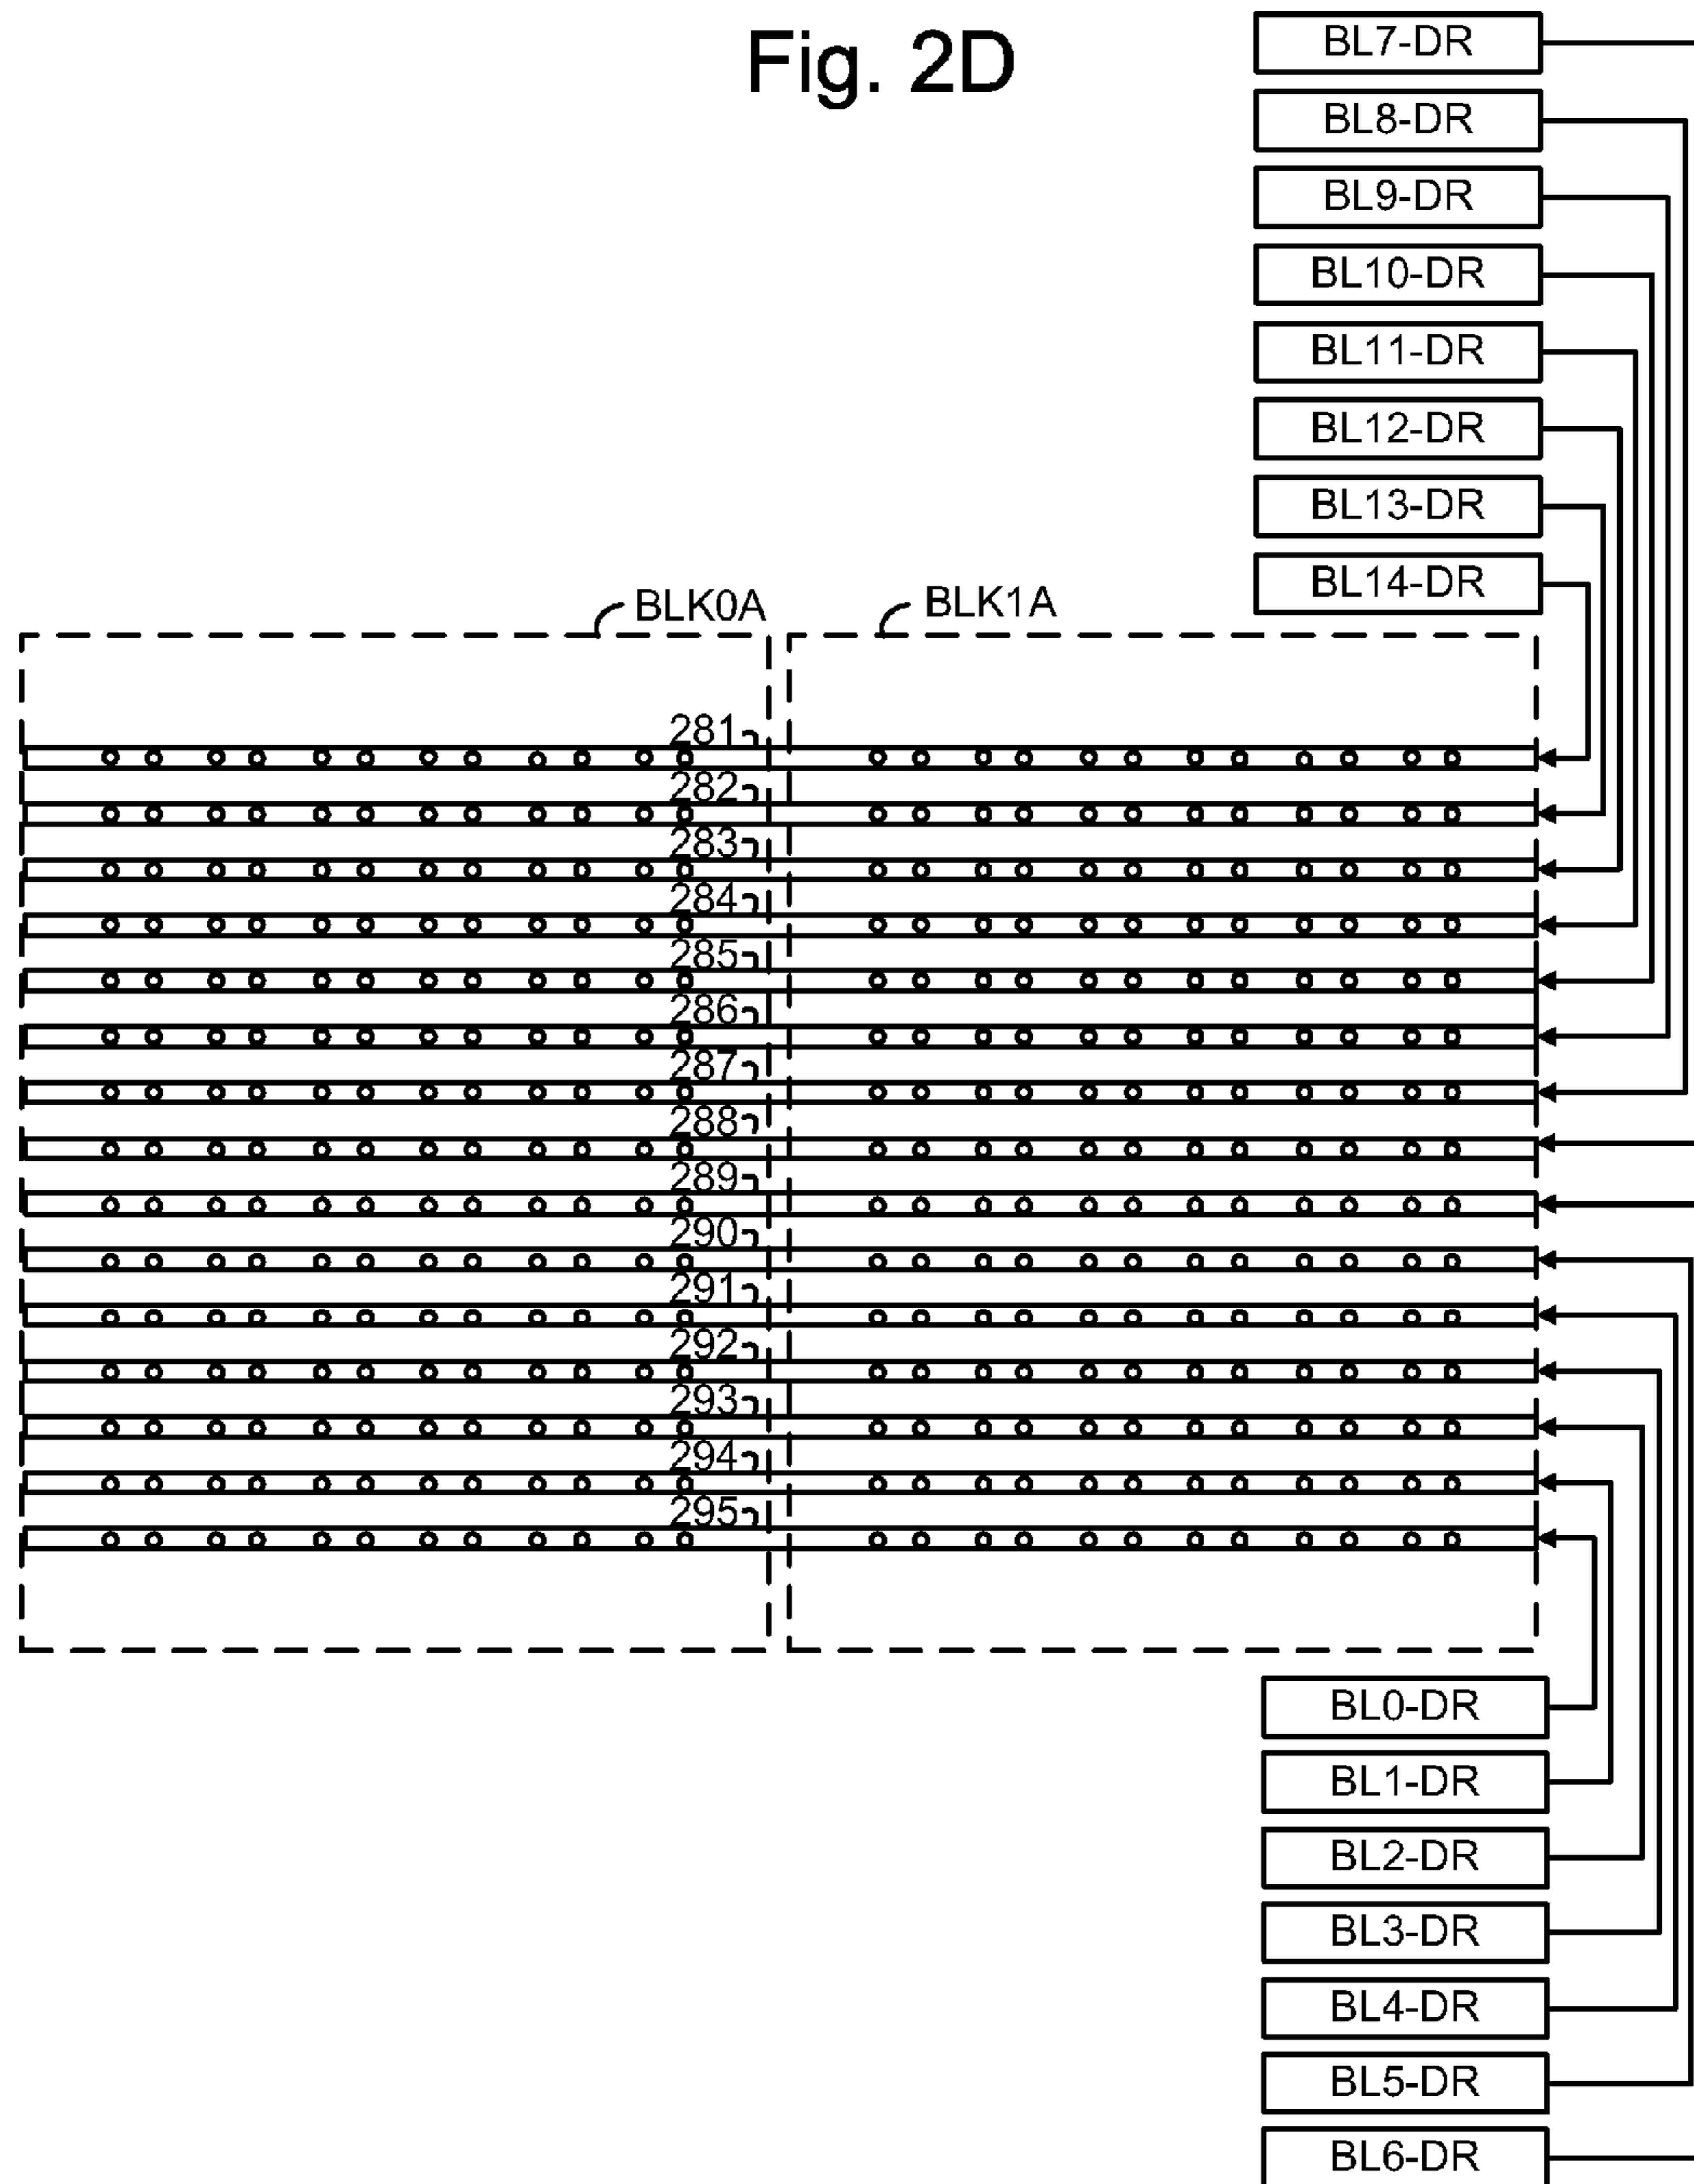 Fig. 2D
BL7-DR
BL8-DR
BL9-DR
BL10-DR
BL11-DR
BL12-DR
BL13-DR
BL14-DR
BLK0A
BLK1A
281
282
283
284
285
286
287
288
289
290
291
292
293
294
295
BL0-DR
BL1-DR
BL2-DR
BL3-DR
BL4-DR
BL5-DR
BL6-DR